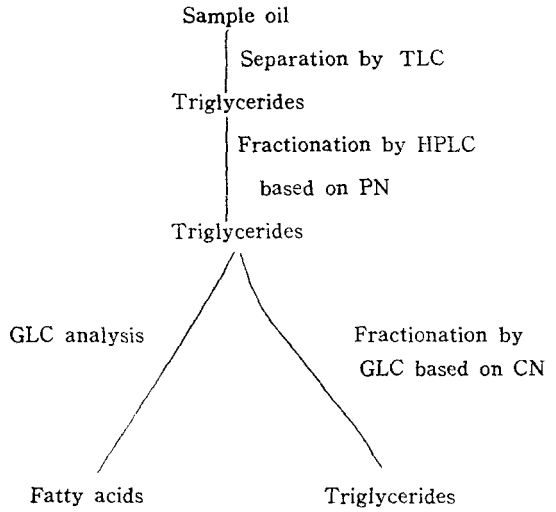 Sample oil
Separation by TLC
Triglycerides
Fractionation by HPLC
based on PN
Triglycerides
GLC analysis
Fractionation by
GLC based on CN
Fatty acids
Triglycerides